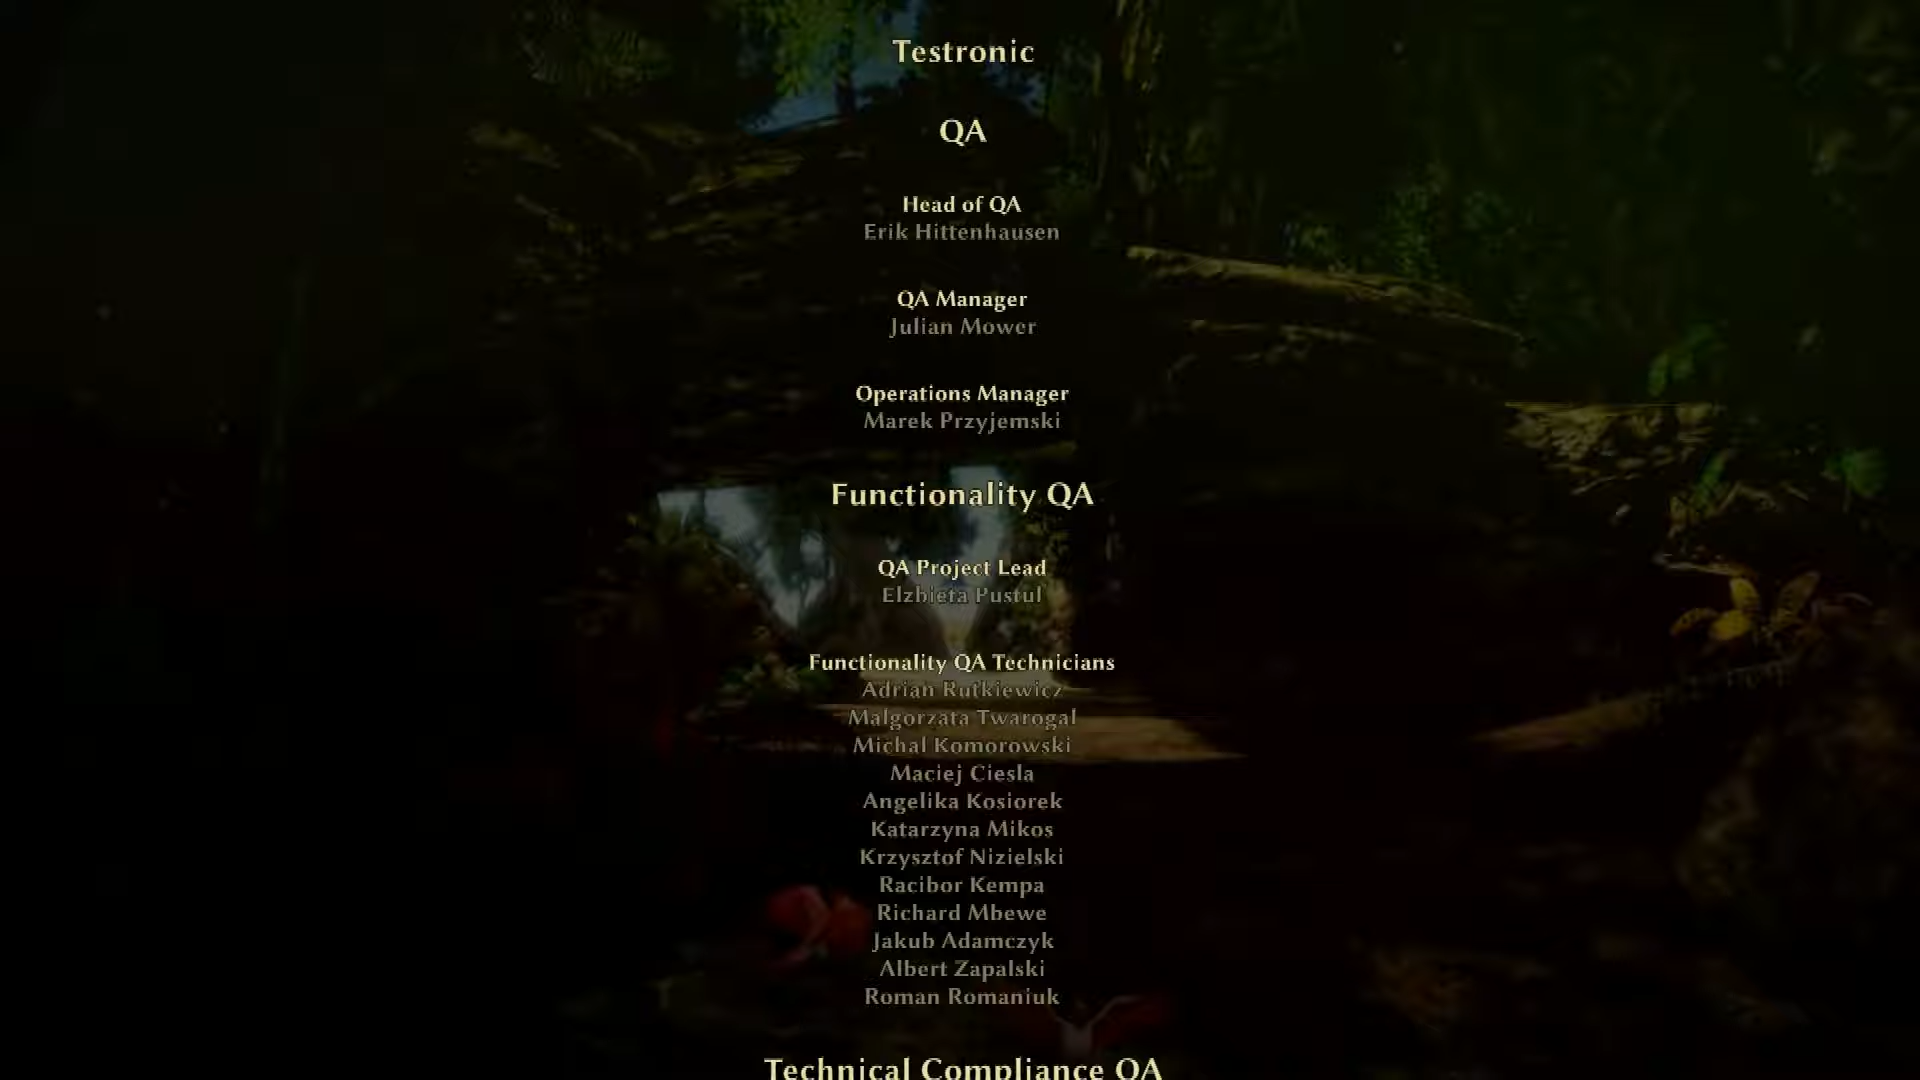 Testronic
QA
Head of QA
Erik Hittenhausen
QA Manager
Julian Mower
Operations Manager
Marek Przyjemski
Functionality QA
QA Project Lead
Elzbieta Pustul
Functionality QA Technicians
Adrian Rutkiewicz
Malgorzata Twarogal
Michal Komorowski
Maciej Ciesla
Angelika Kosiorek
Katarzyna Mikos
Krzysztof Nizielski
Racibor Kempa
Richard Mbewe
Jakub Adamczyk
Albert Zapalski
Roman Romaniuk
Technical Compliance QA